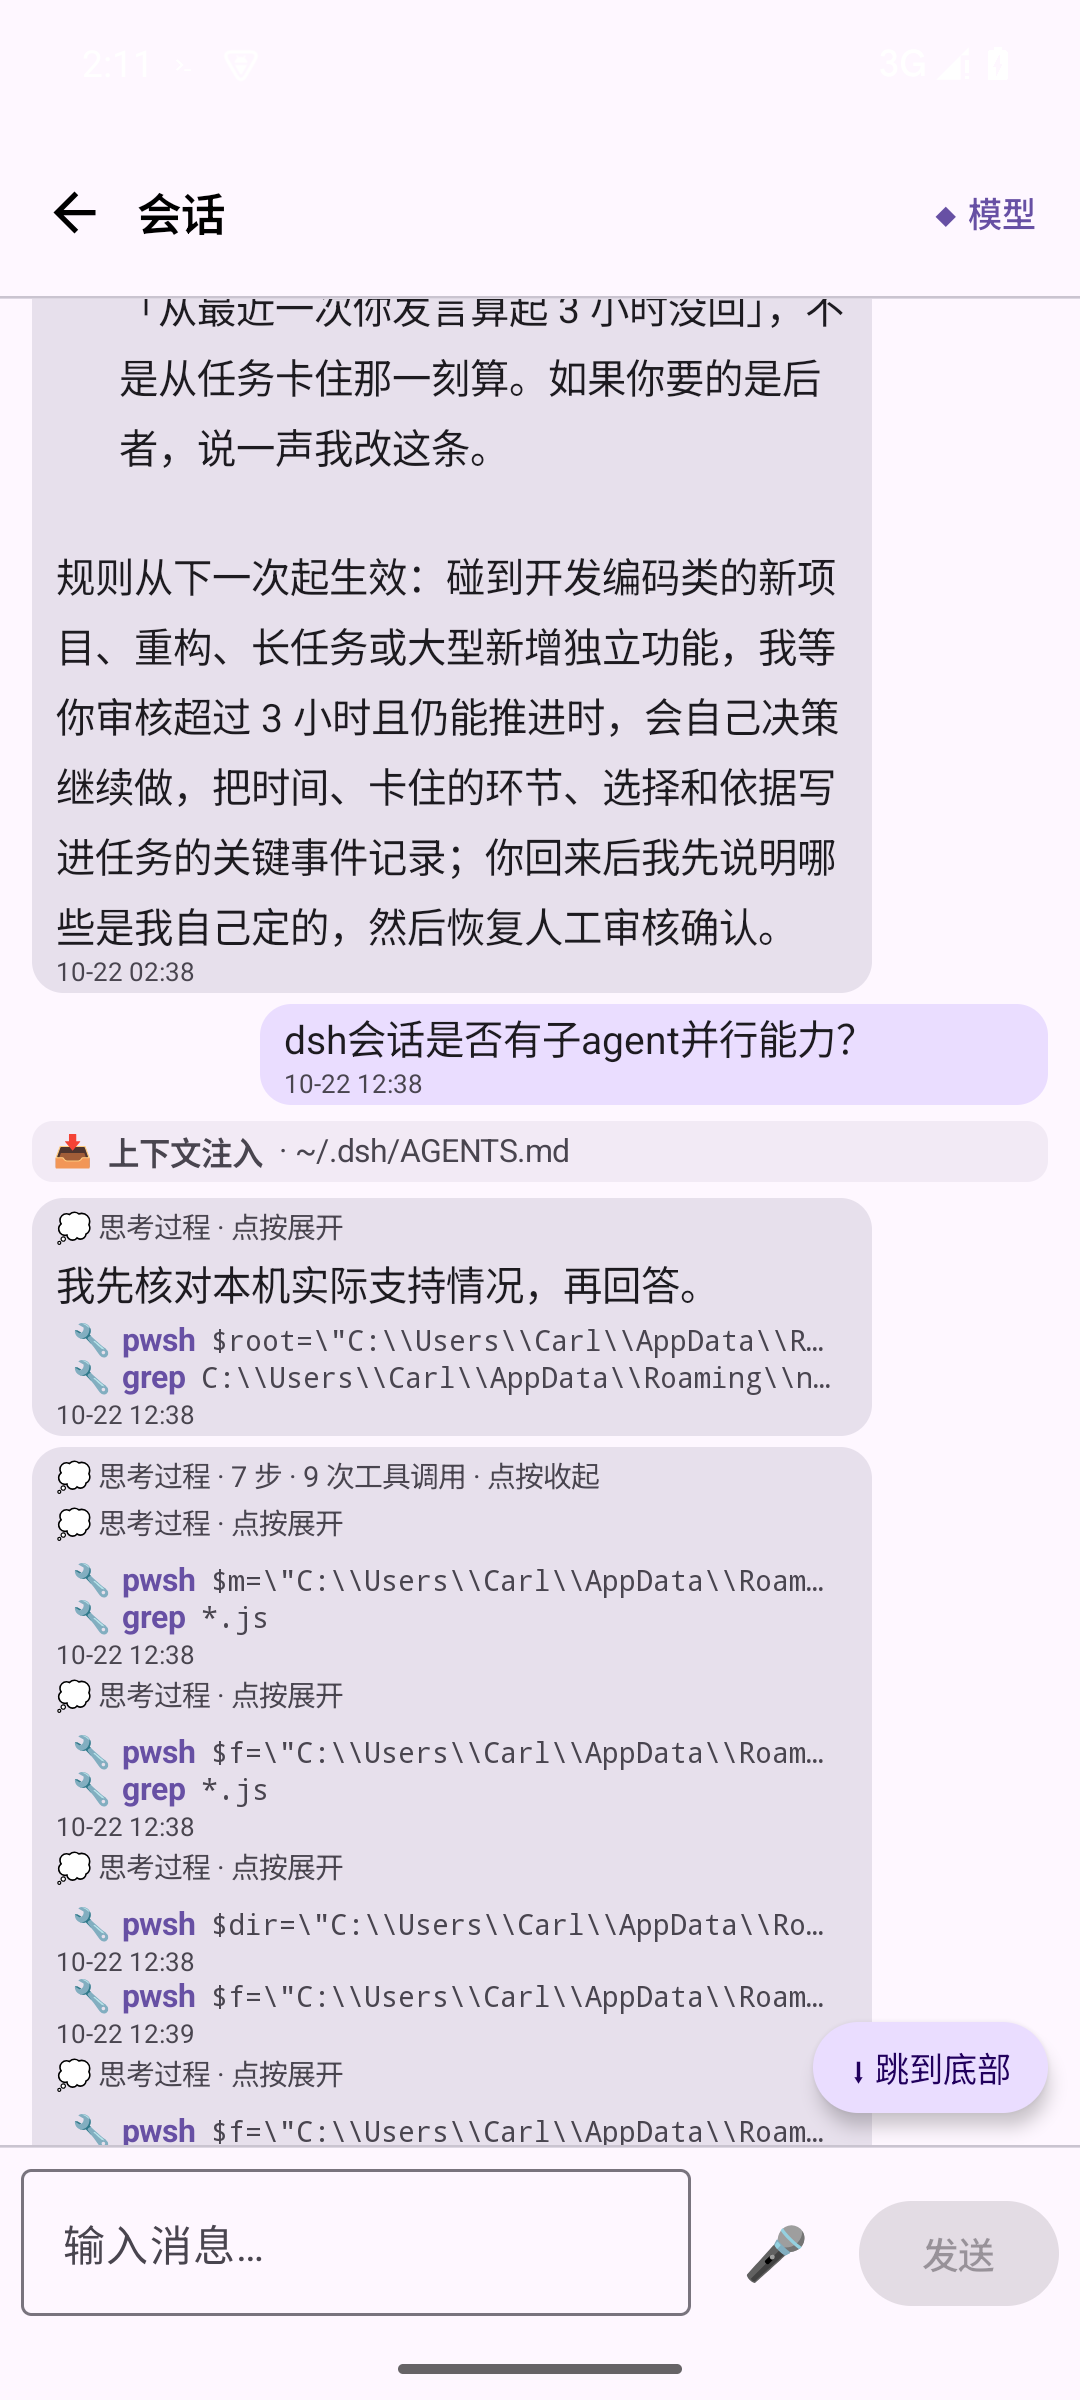 2:11
3G
会话
◆ 模型
「从最近一次你发言算起 3 小时没回」，不
是从任务卡住那一刻算。如果你要的是后
者，说一声我改这条。
规则从下一次起生效：碰到开发编码类的新项
目、重构、长任务或大型新增独立功能，我等
你审核超过 3 小时且仍能推进时，会自己决策
继续做，把时间、卡住的环节、选择和依据写
进任务的关键事件记录；你回来后我先说明哪
些是我自己定的，然后恢复人工审核确认。
10-22 02:38
dsh会话是否有子agent并行能力？
10-22 12:38
上下文注入 · ~/.dsh/AGENTS.md
思考过程 · 点按展开
我先核对本机实际支持情况，再回答。
pwsh $root=\"C:\\Users\\Carl\\AppData\\R…
grep C:\\Users\\Carl\\AppData\\Roaming\\n…
10-22 12:38
思考过程 · 7 步 · 9 次工具调用 · 点按收起
思考过程 · 点按展开
pwsh $m=\"C:\\Users\\Carl\\AppData\\Roam…
grep *.js
10-22 12:38
思考过程 · 点按展开
pwsh $f=\"C:\\Users\\Carl\\AppData\\Roam…
grep *.js
10-22 12:38
思考过程 · 点按展开
pwsh $dir=\"C:\\Users\\Carl\\AppData\\Ro…
10-22 12:38
pwsh $f=\"C:\\Users\\Carl\\AppData\\Roam…
10-22 12:39
思考过程 · 点按展开
pwsh $f=\"C:\\Users\\Carl\\AppData\\Roam…
↓ 跳到底部
输入消息…
发送